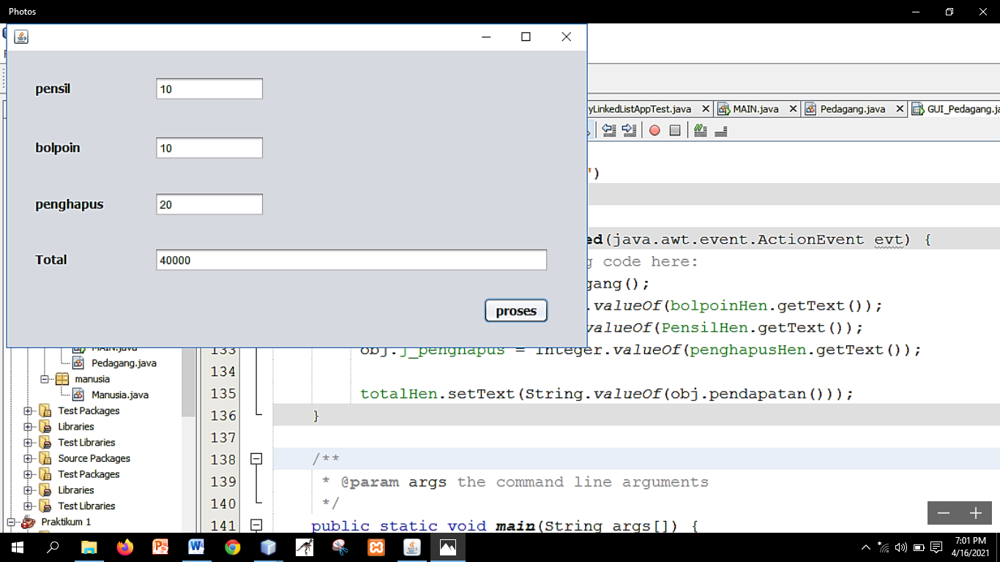 Photos
pensil 10
bolpoin 10
penghapus 20
Total 40000
proses
yLinkedListAppTest.java MAIN.java Pedagang.java GUI_Pedagang.ja
')
ed(java.awt.event.ActionEvent evt) {
g code here:
gang();
.valueOf(bolpoinHen.getText());
valueOf(PensilHen.getText());
133 obj.j_penghapus = Integer.valueOf(penghapusHen.getText());
134
135 totalHen.setText(String.valueOf(obj.pendapatan()));
136 }
137
138 /**
139 * @param args the command line arguments
140 */
141 public static void main(String args[]) {
MAIN.java
Pedagang.java
manusia
Manusia.java
Test Packages
Libraries
Test Libraries
Source Packages
Test Packages
Libraries
Test Libraries
Praktikum 1
7:01 PM
4/16/2021